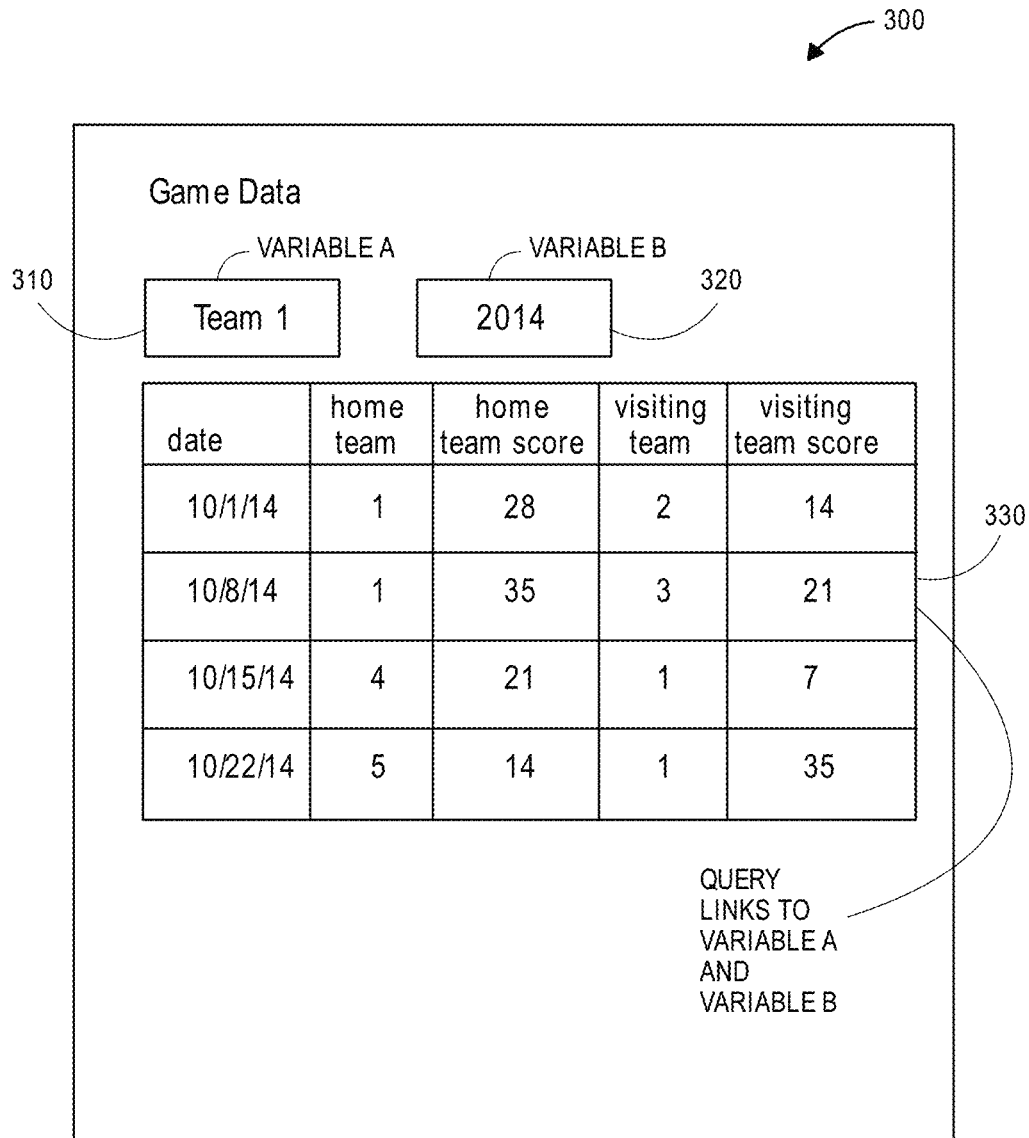 300
Game Data
VARIABLE A VARIABLE B
310 320
Team 1 2014
date home team home team score visiting team visiting team score
10/1/14 1 28 2 14
330
10/8/14 1 35 3 21
10/15/14 4 21 1 7
10/22/14 5 14 1 35
QUERY
LINKS TO
VARIABLE A
AND
VARIABLE B